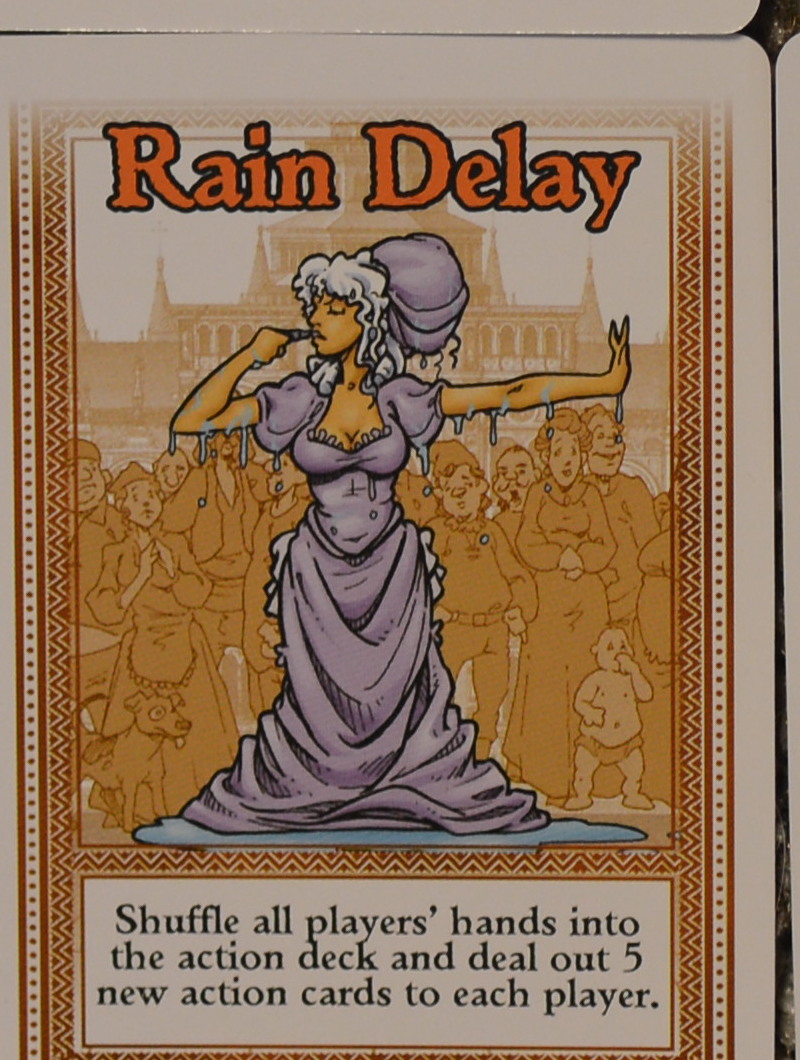 Rain Delay
Shuffle all players’ hands into
the action deck and deal out 5
new action cards to each player.